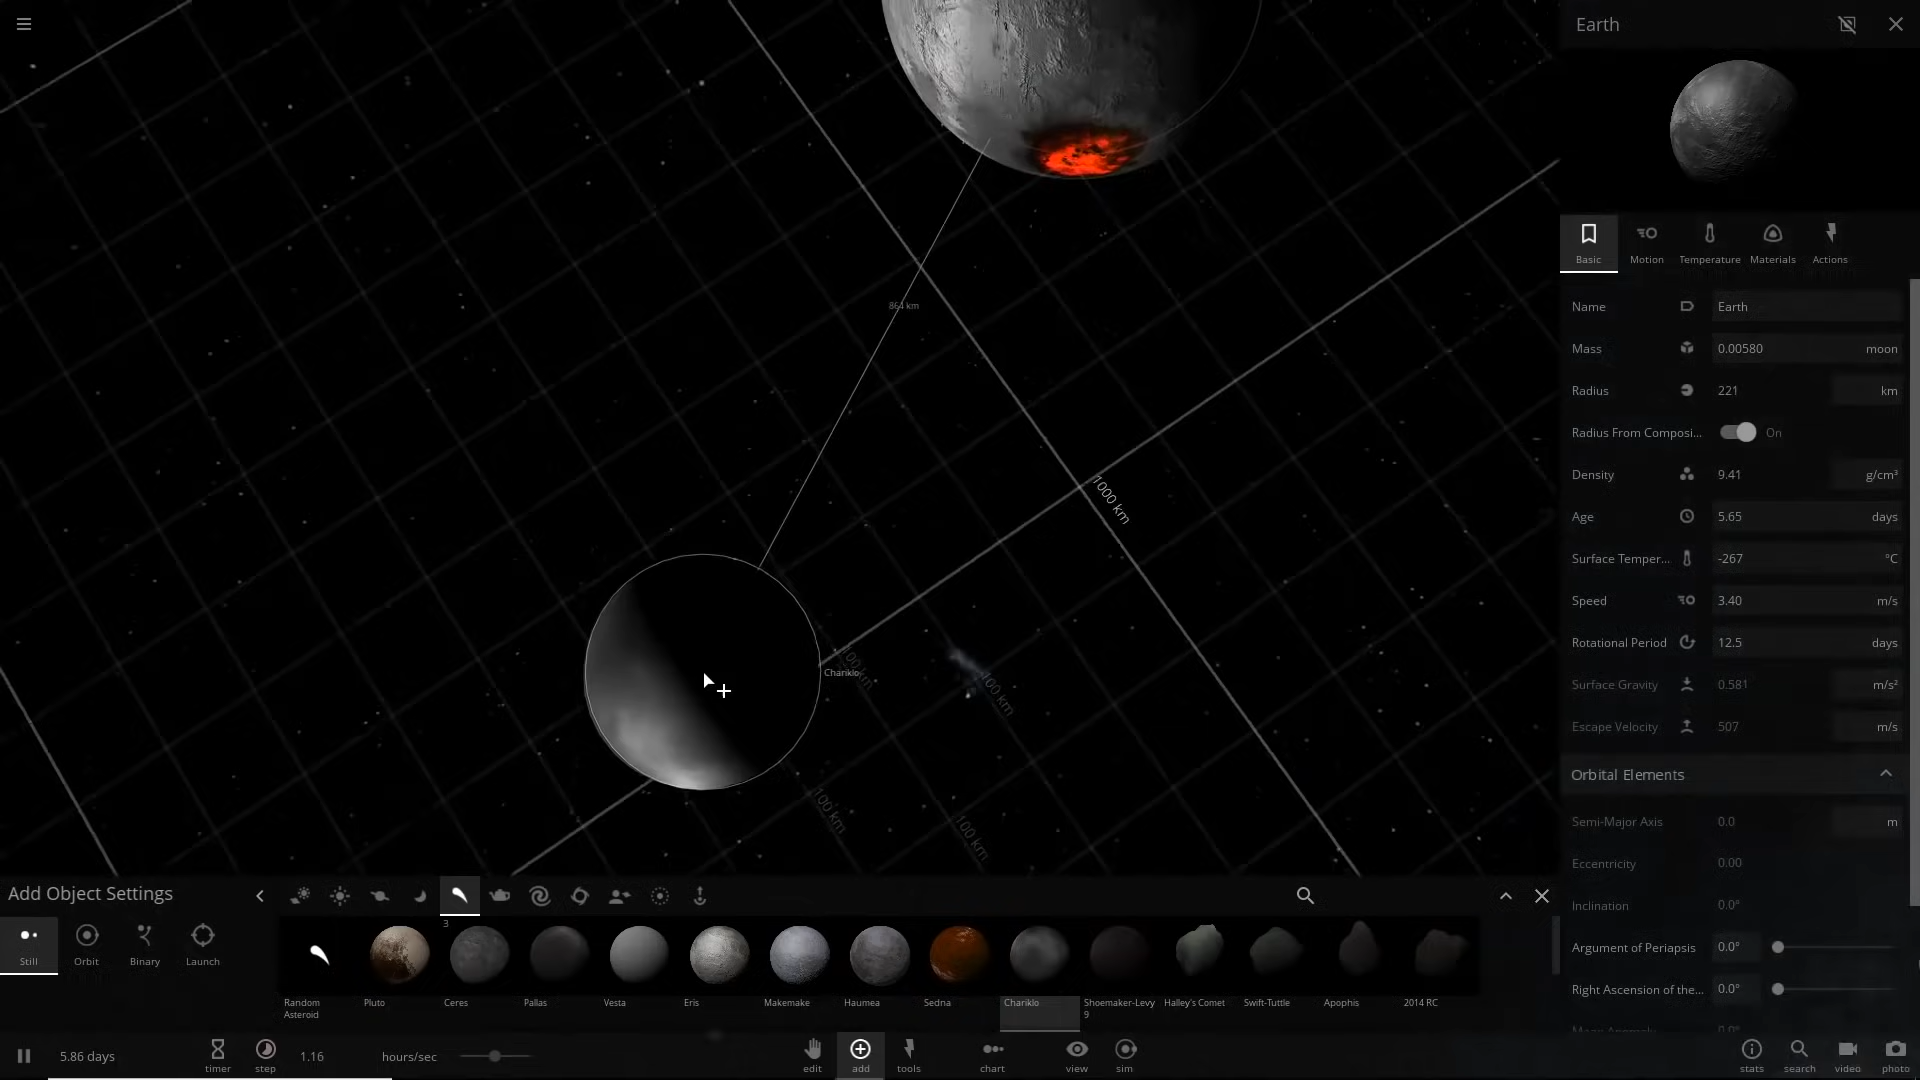 Earth
864 km
1000 km
100 km
100 km
Chariklo
100 km
100 km
Basic
Motion
Temperature
Materials
Actions
Name Earth
Mass 0.00580 moon
Radius 221 km
Radius From Composi... On
Density 9.41 g/cm³
Age 5.65 days
Surface Temper... -267 °C
Speed 3.40 m/s
Rotational Period 12.5 days
Surface Gravity 0.581 m/s²
Escape Velocity 507 m/s
Orbital Elements
Semi-Major Axis 0.0 m
Eccentricity 0.00
Inclination 0.0°
Argument of Periapsis 0.0°
Right Ascension of the... 0.0°
Add Object Settings
Still
Orbit
Binary
Launch
3
Random
Asteroid
Pluto
Ceres
Pallas
Vesta
Eris
Makemake
Haumea
Sedna
Chariklo
Shoemaker-Levy
9
Halley's Comet
Swift-Tuttle
Apophis
2014 RC
5.86 days
timer
step
1.16 hours/sec
edit
add
tools
chart
view
sim
stats
search
video
photo